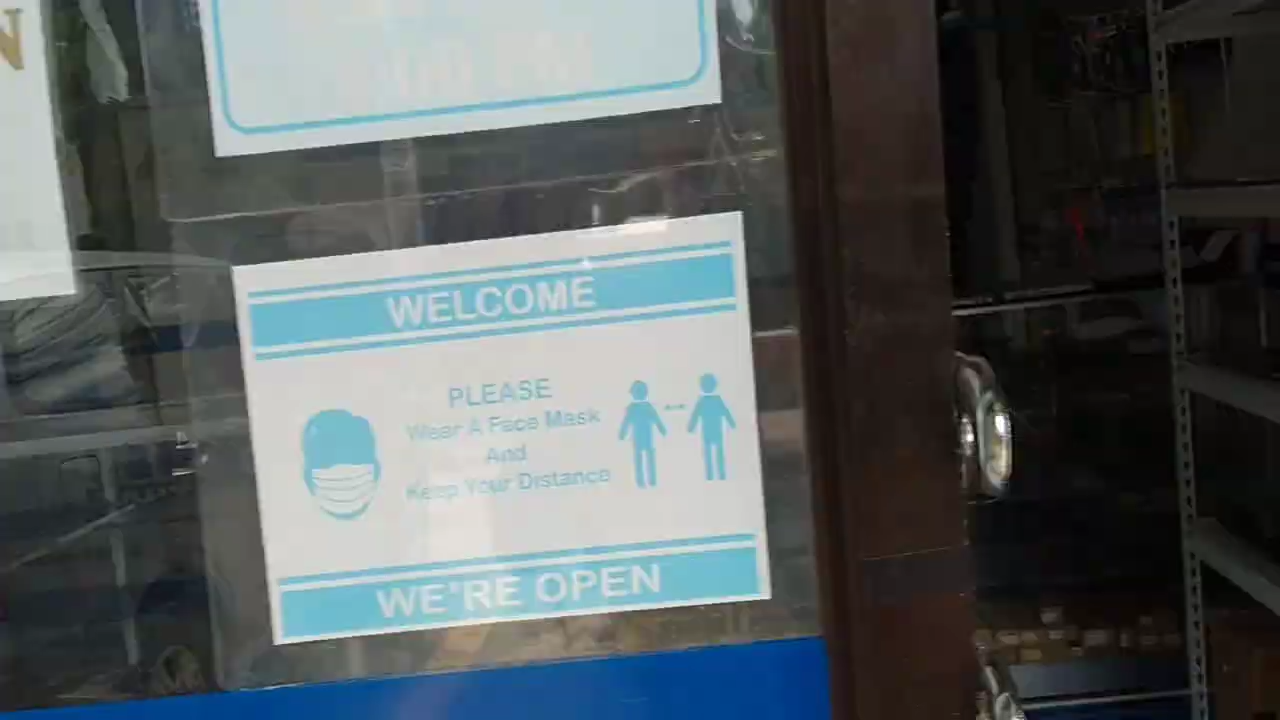 N
WELCOME
PLEASE
Wear A Face Mask
And
Keep Your Distance
WE'RE OPEN